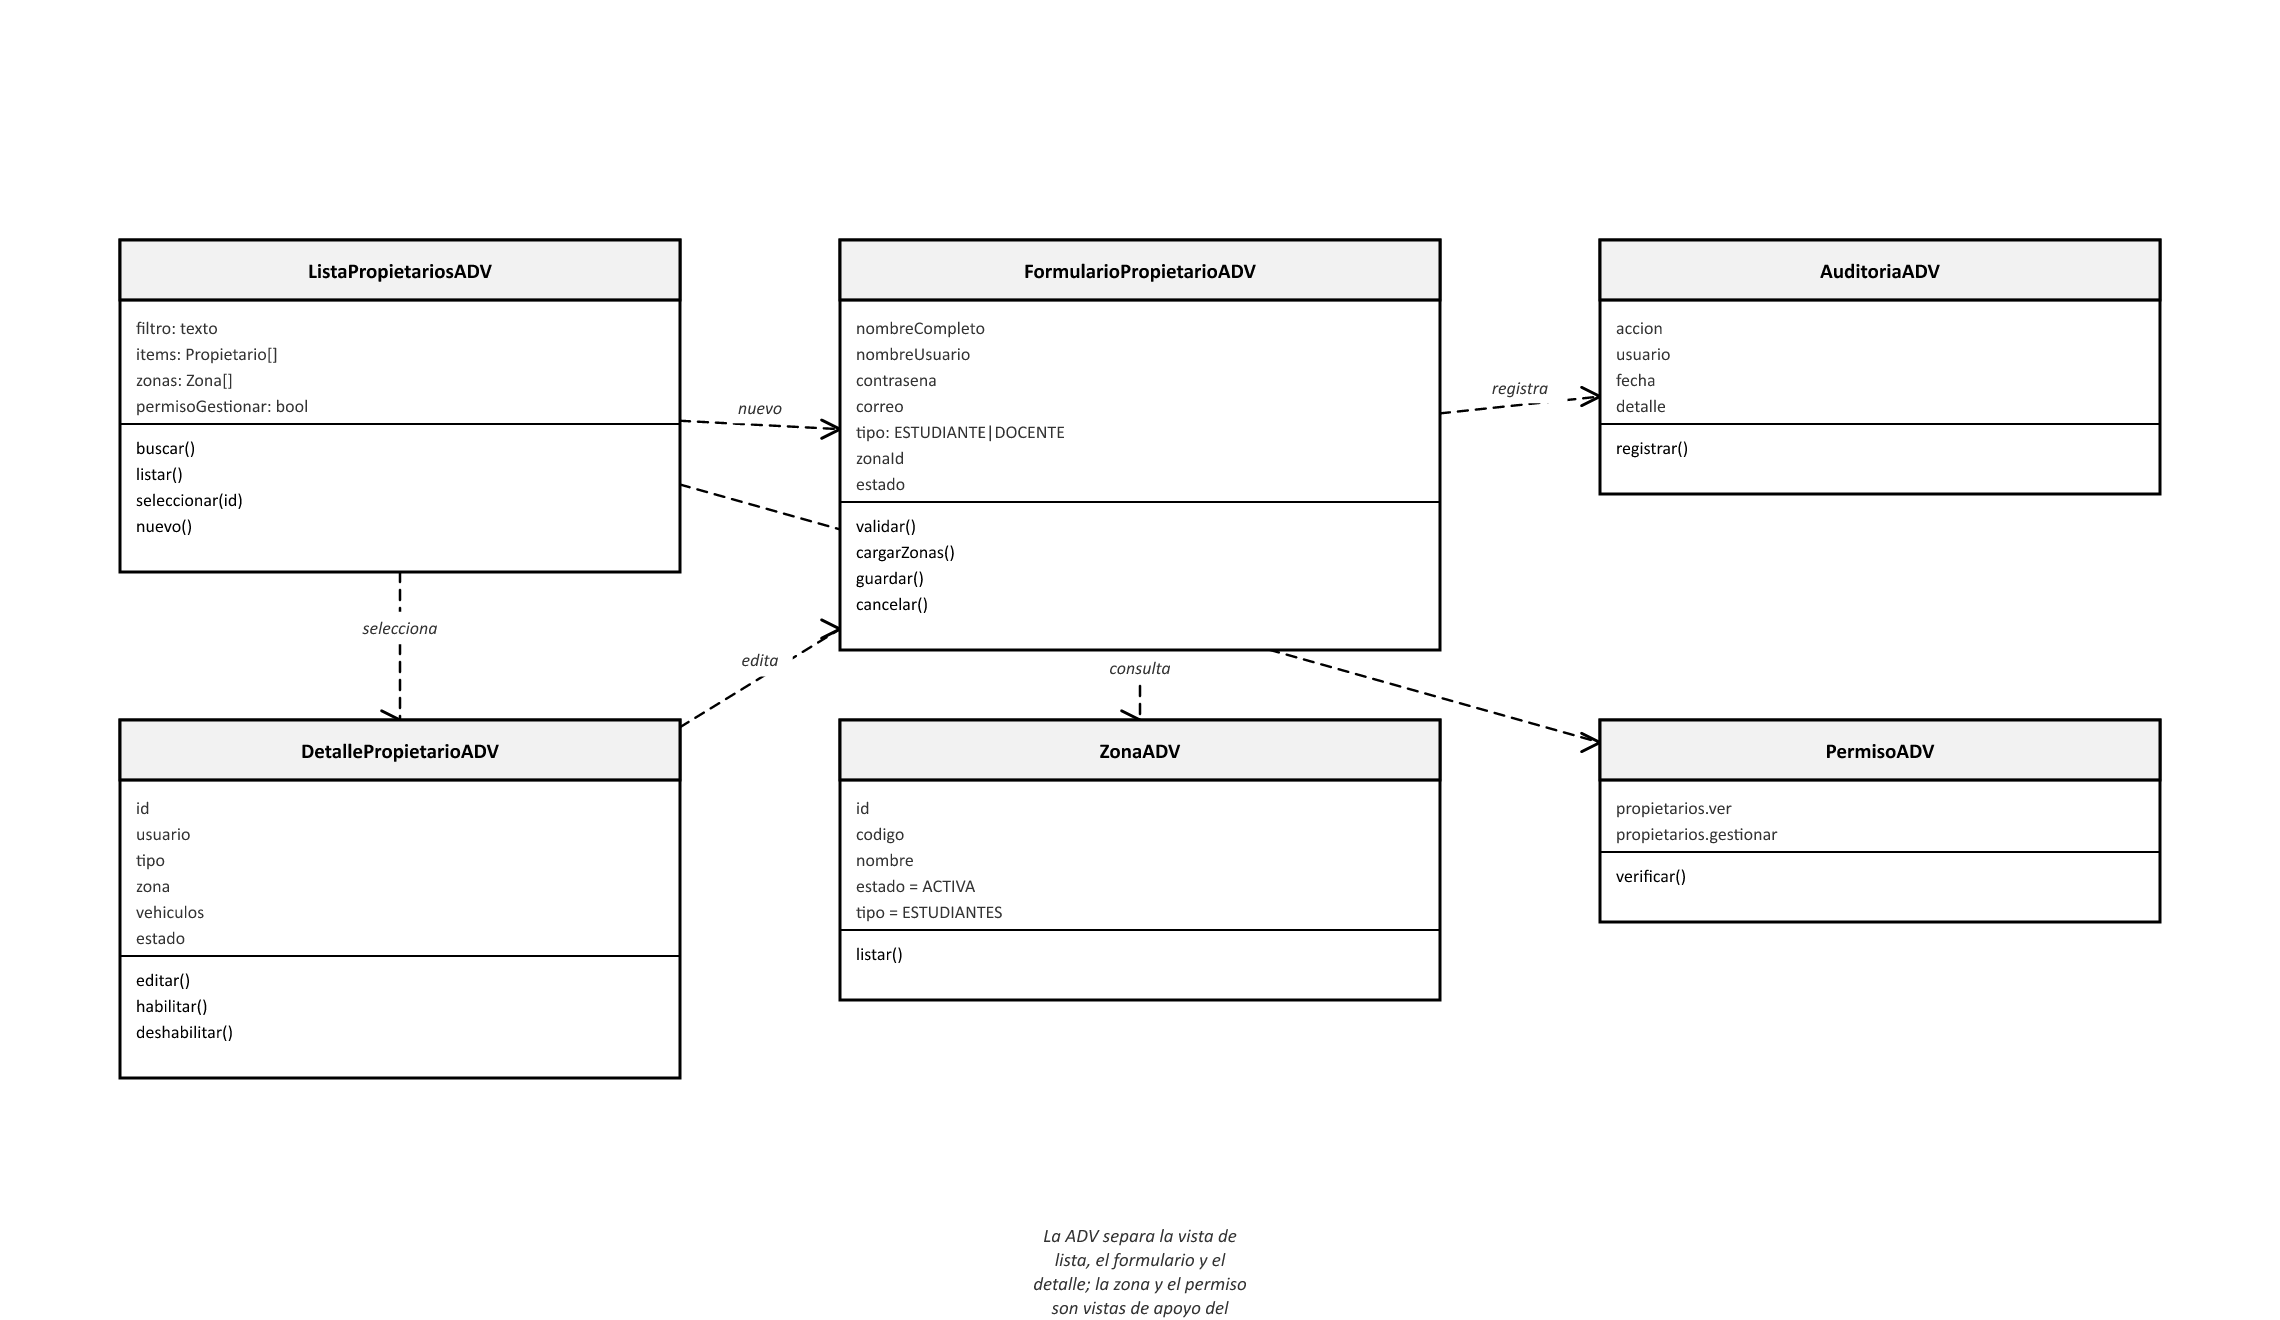 ListaPropietariosADV
filtro: texto
items: Propietario[]
zonas: Zona[]
permisoGestionar: bool
buscar()
listar()
seleccionar(id)
nuevo()
nuevo
FormularioPropietarioADV
nombreCompleto
nombreUsuario
contrasena
correo
tipo: ESTUDIANTE|DOCENTE
zonaId
estado
validar()
cargarZonas()
guardar()
cancelar()
registra
AuditoriaADV
accion
usuario
fecha
detalle
registrar()
selecciona
edita
consulta
DetallePropietarioADV
id
usuario
tipo
zona
vehiculos
estado
editar()
habilitar()
deshabilitar()
ZonaADV
id
codigo
nombre
estado = ACTIVA
tipo = ESTUDIANTES
listar()
PermisoADV
propietarios.ver
propietarios.gestionar
verificar()
La ADV separa la vista de
lista, el formulario y el
detalle; la zona y el permiso
son vistas de apoyo del